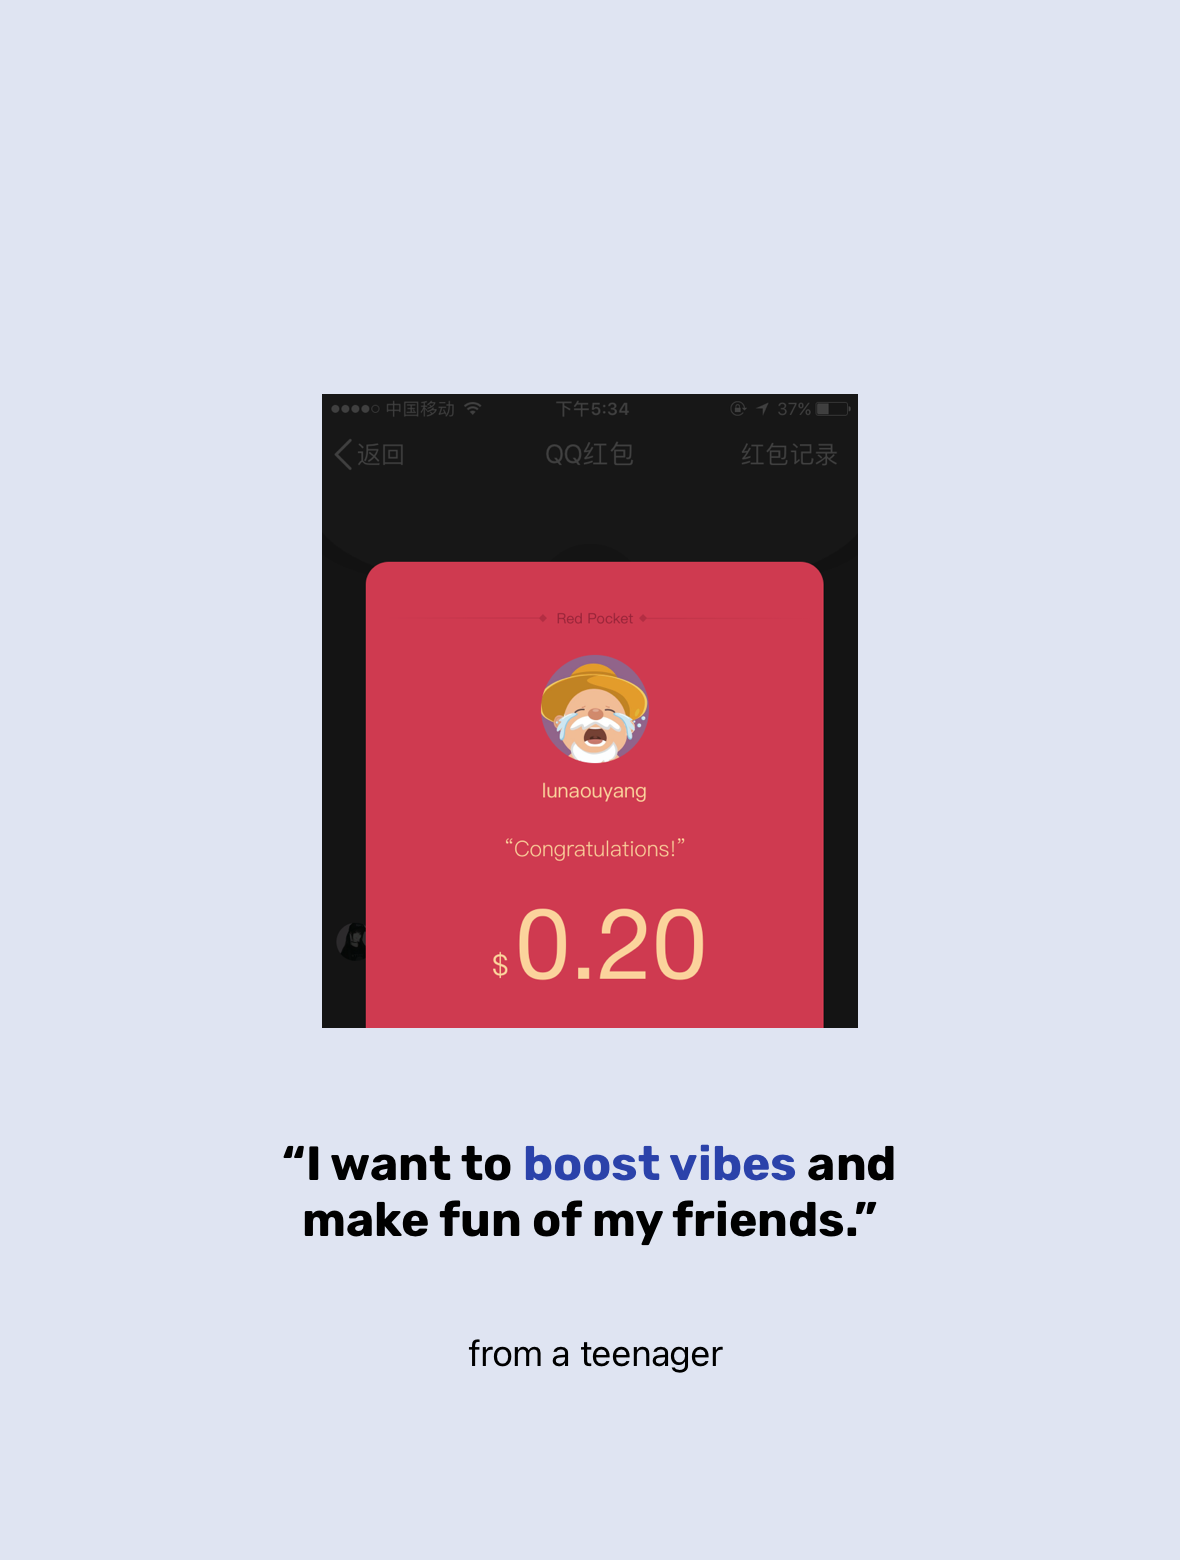 中国移动
下午5:34
37%
返回
QQ红包
红包记录
Red Pocket
lunaouyang
“Congratulations!”
$ 0.20
“I want to boost vibes and
make fun of my friends.”
from a teenager